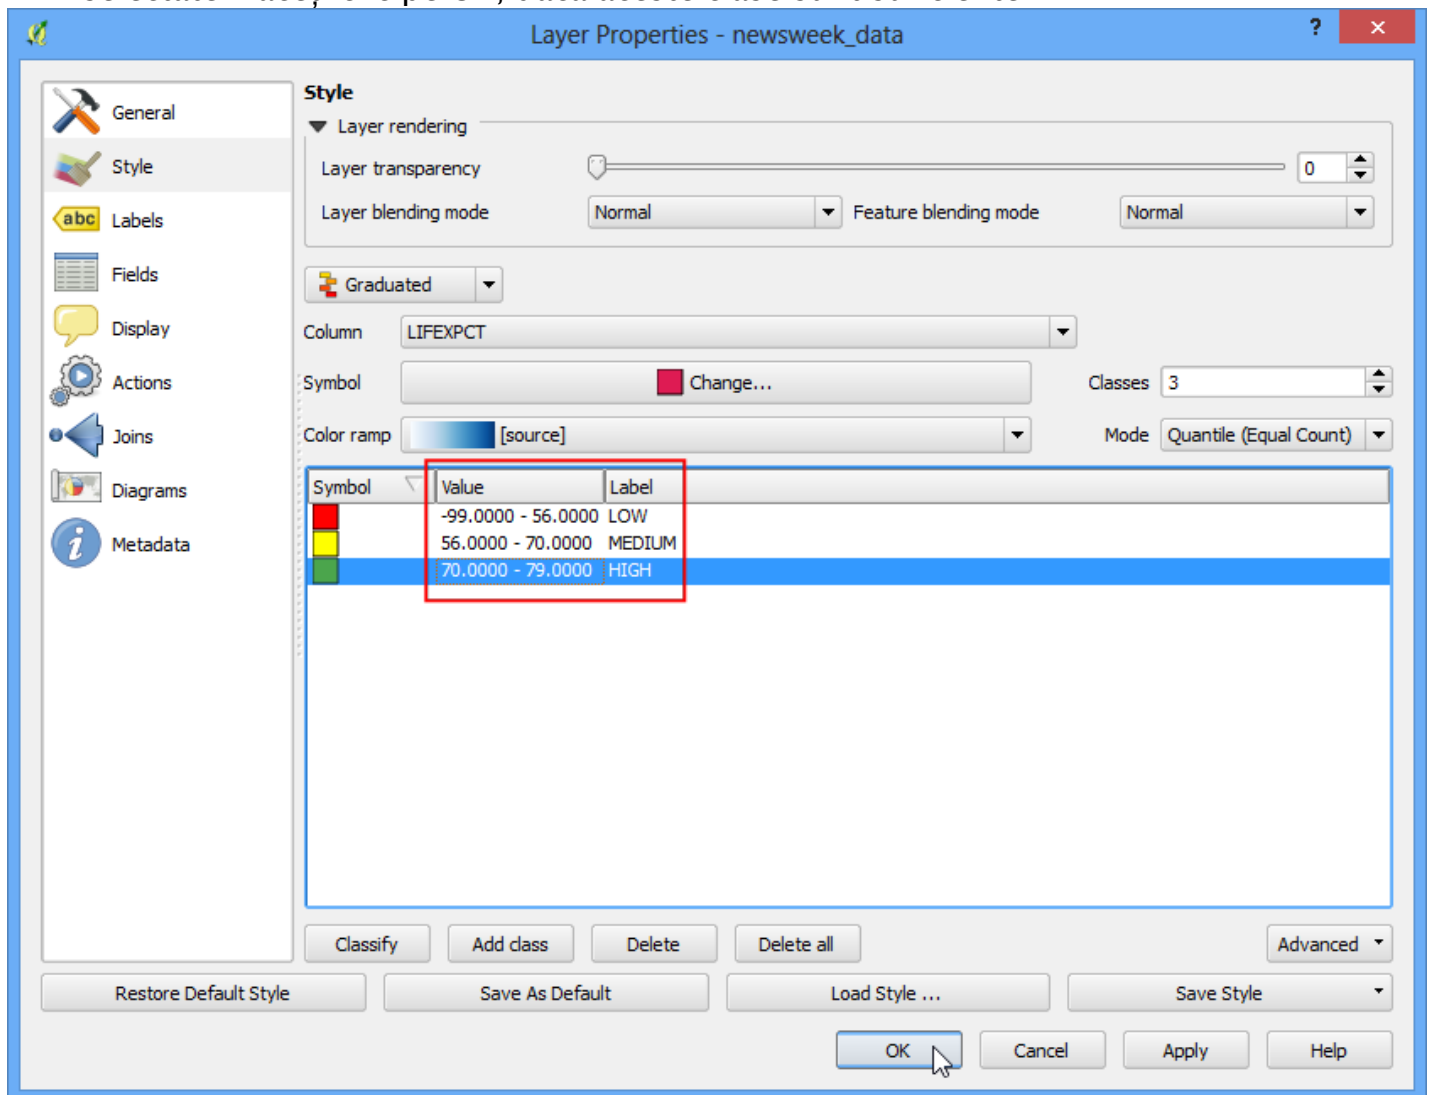 Layer Properties - newsweek_data
?
General
Style
Labels
abc
Fields
Display
Actions
Joins
Diagrams
Metadata
Style
Layer rendering
Layer transparency 0
Layer blending mode Normal Feature blending mode Normal
Graduated
Column LIFEXPCT
Symbol Change... Classes 3
Color ramp [source] Mode Quantile (Equal Count)
Symbol Value Label
-99.0000 - 56.0000 LOW
56.0000 - 70.0000 MEDIUM
70.0000 - 79.0000 HIGH
Classify Add class Delete Delete all Advanced
Restore Default Style Save As Default Load Style ... Save Style
OK Cancel Apply Help